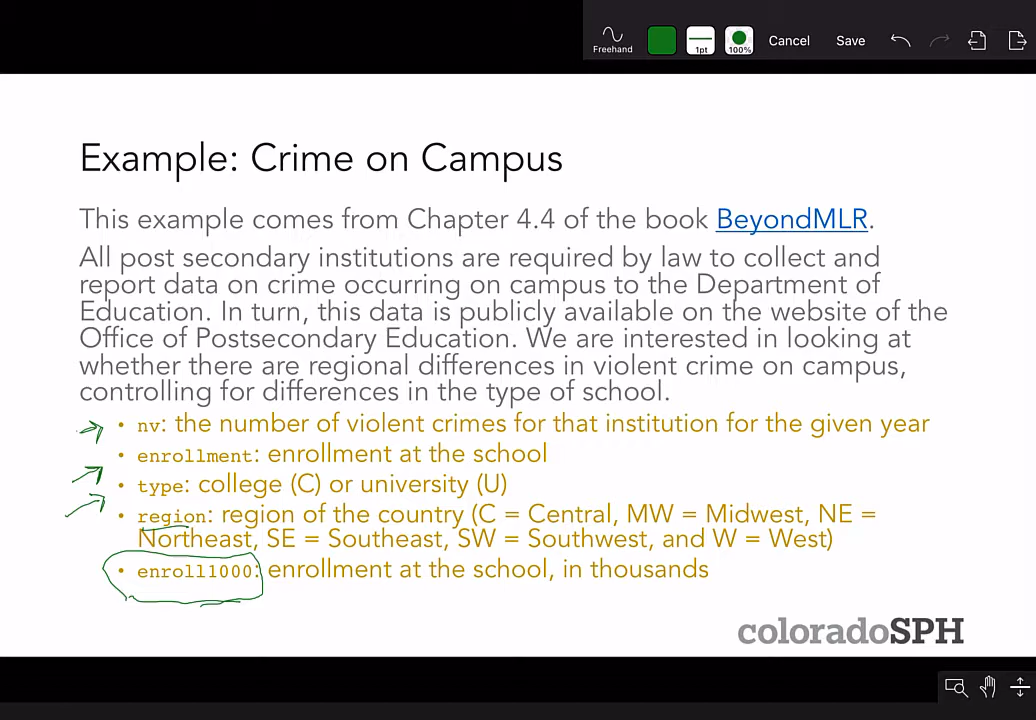 Freehand
1pt
100%
Cancel
Save
Example: Crime on Campus
This example comes from Chapter 4.4 of the book BeyondMLR.
All post secondary institutions are required by law to collect and
report data on crime occurring on campus to the Department of
Education. In turn, this data is publicly available on the website of the
Office of Postsecondary Education. We are interested in looking at
whether there are regional differences in violent crime on campus,
controlling for differences in the type of school.
• nv: the number of violent crimes for that institution for the given year
• enrollment: enrollment at the school
• type: college (C) or university (U)
• region: region of the country (C = Central, MW = Midwest, NE =
Northeast, SE = Southeast, SW = Southwest, and W = West)
• enroll1000: enrollment at the school, in thousands
coloradoSPH